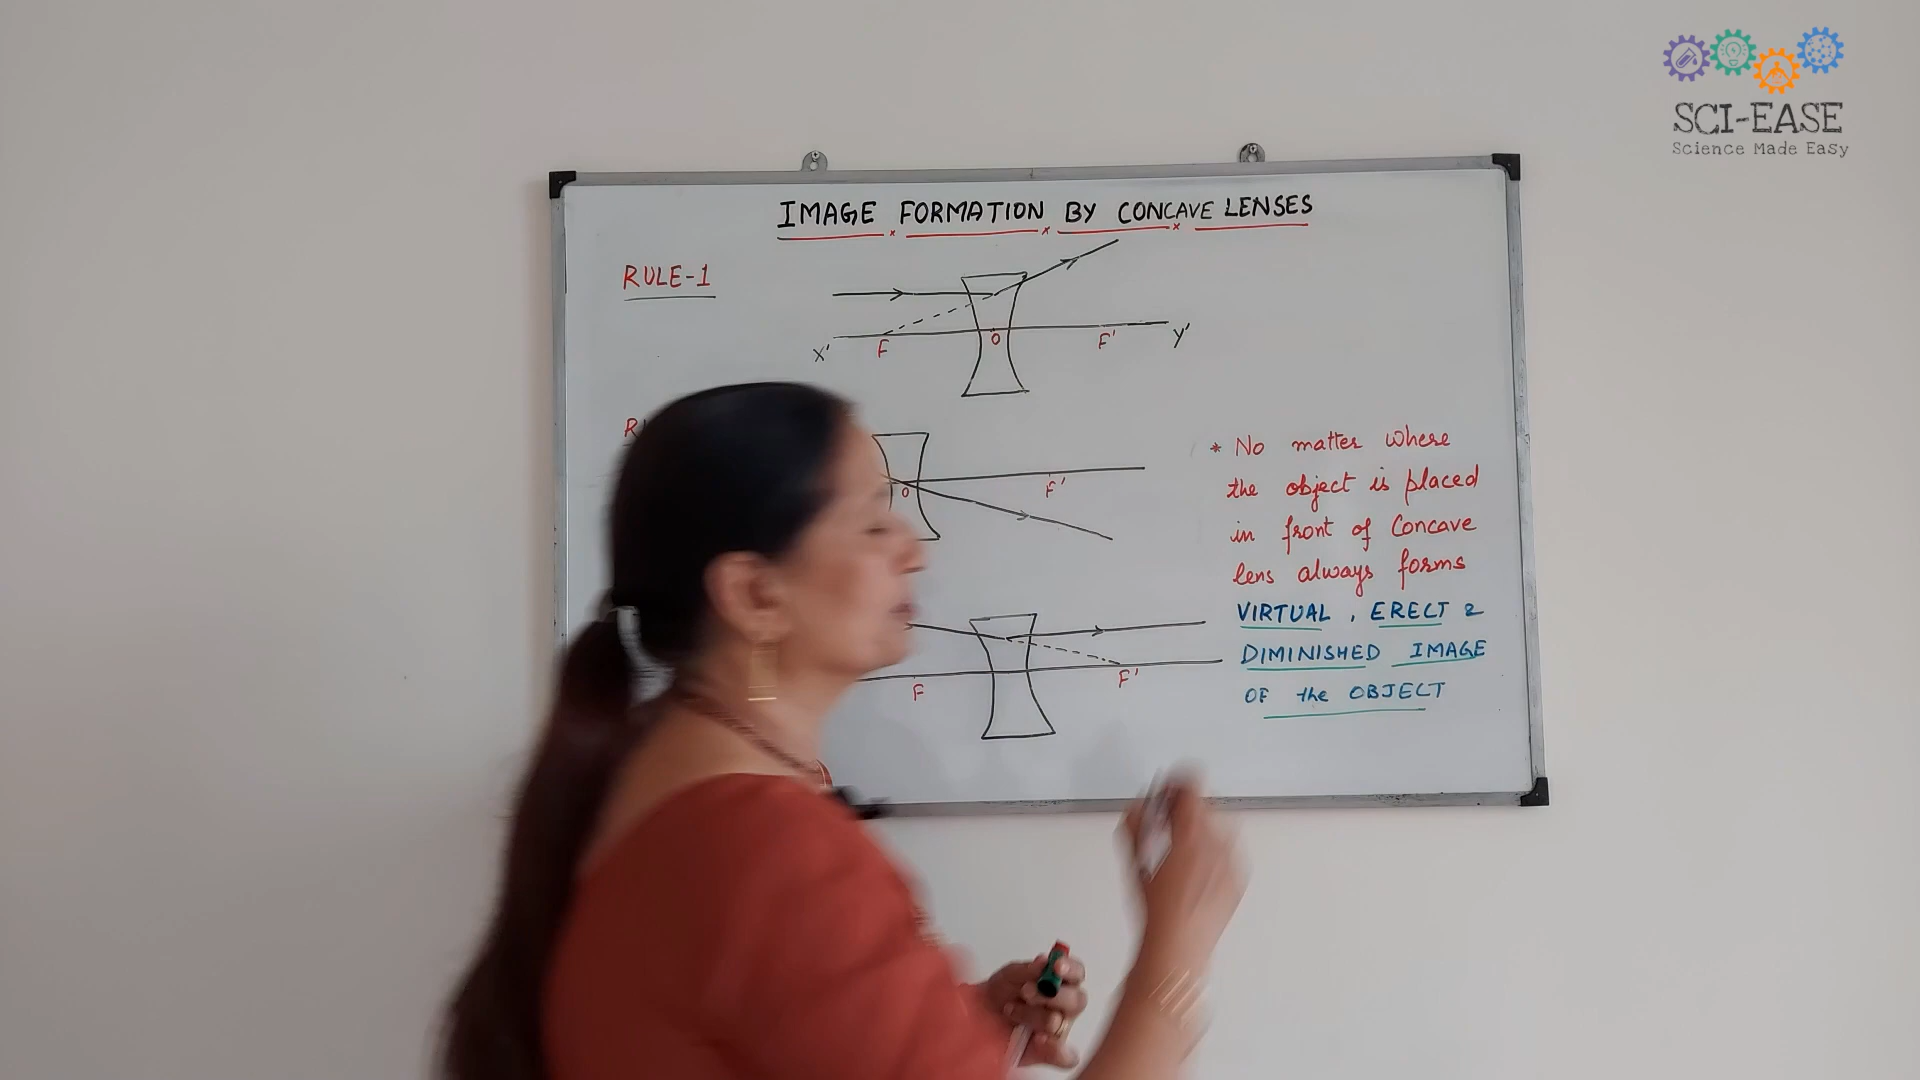 SCI-EASE
Science Made Easy
IMAGE FORMATION BY CONCAVE LENSES
RULE-1
X'
F
O
F'
Y'
O
F'
F
F'
* No matter where
the object is placed
in front of Concave
lens always forms
VIRTUAL, ERECT &
DIMINISHED IMAGE
OF the OBJECT